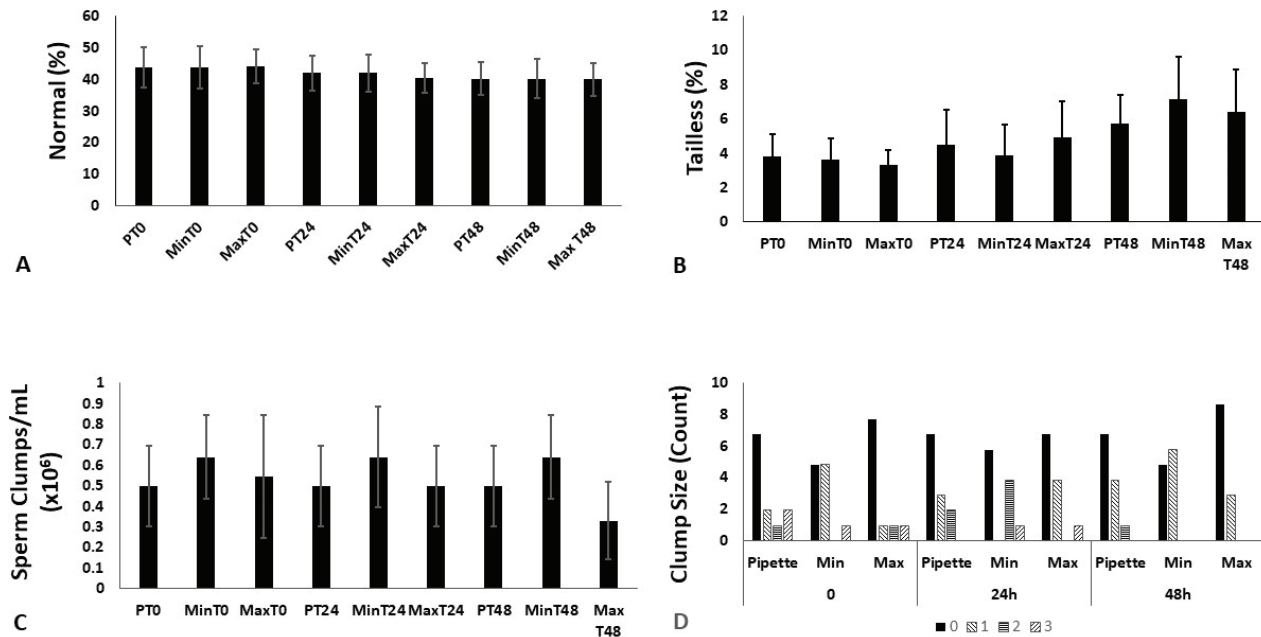 Normal (%)
60
50
40
30
20
10
0
PT0 MinT0 MaxT0 PT24 MinT24 MaxT24 PT48 MinT48 Max T48
A
Tailless (%)
12
10
8
6
4
2
0
PT0 MinT0 MaxT0 PT24 MinT24 MaxT24 PT48 MinT48 Max
T48
B
Sperm Clumps/mL
(x10⁶)
1
0.9
0.8
0.7
0.6
0.5
0.4
0.3
0.2
0.1
0
PT0 MinT0 MaxT0 PT24 MinT24 MaxT24 PT48 MinT48 Max
T48
C
Clump Size (Count)
10
8
6
4
2
0
Pipette Min Max Pipette Min Max Pipette Min Max
0 24h 48h
D
0 1 2 3